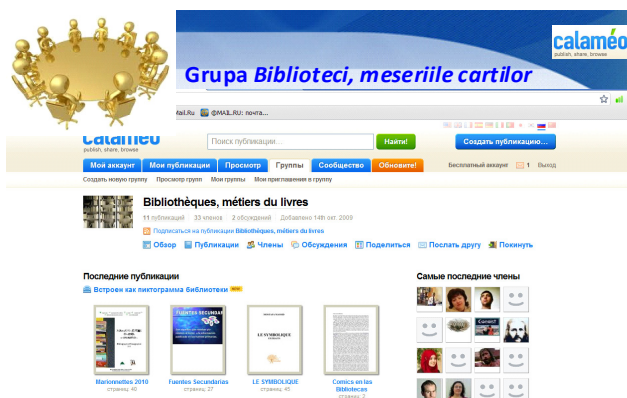 calaméo
publish, share, browse
Grupa Biblioteci, meseriile cartilor
Mail.Ru @MAIL.RU: почта...
calaméo
publish, share, browse
Поиск публикации...
Найти!
Создать публикацию...
Мой аккаунт Мои публикации Просмотр Группы Сообщество Обновите! Бесплатный аккаунт 1 Выход
Создать новую группу Просмотр групп Мои группы Мои приглашения в группу
Bibliothèques, métiers du livres
11 публикаций 33 членов 2 обсуждений Добавлено 14th окт. 2009
Подписаться на публикации Bibliothèques, métiers du livres
Обзор Публикации Члены Обсуждения Поделиться Послать другу Покинуть
Последние публикации
Самые последние члены
Встроен как пиктограмма библиотеки
FUENTES SECUNDARIAS
LE SYMBOLIQUE
Marionnettes 2010 Fuentes Secundarias LE SYMBOLIQUE Comics en las Bibliotecas
страниц: 40 страниц: 27 страниц: 45 страниц: 2